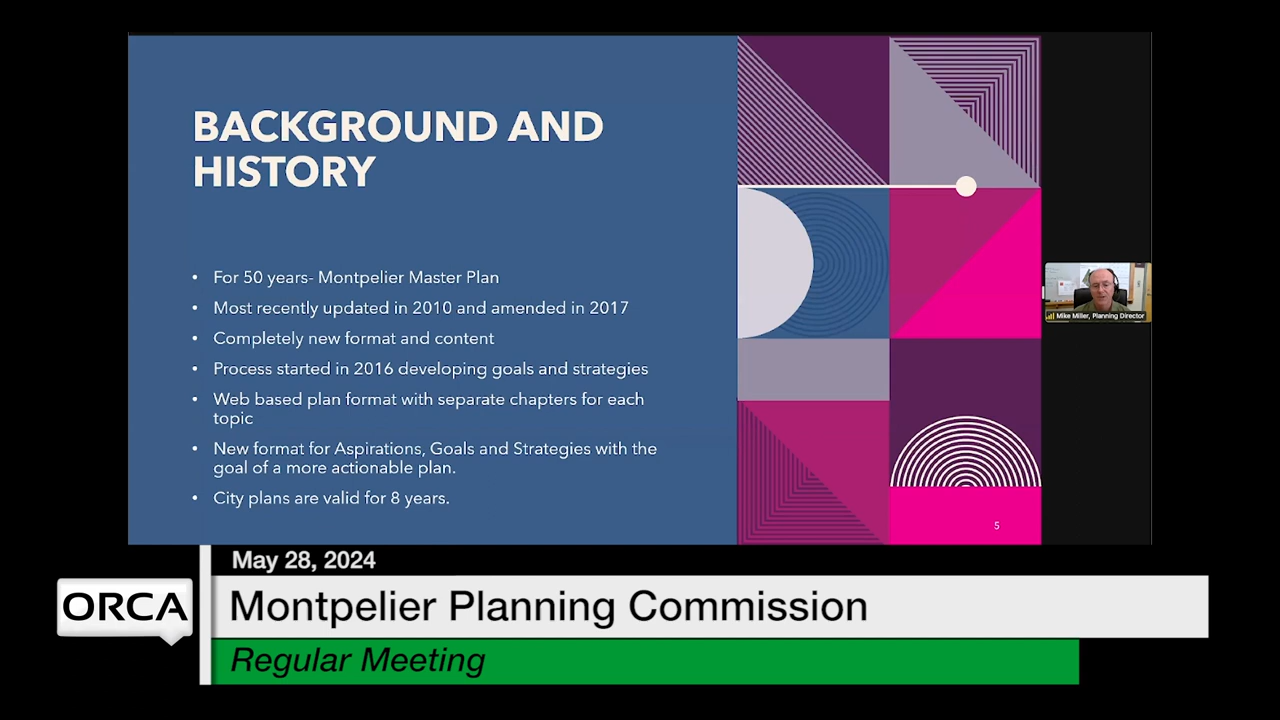 BACKGROUND AND
HISTORY
• For 50 years- Montpelier Master Plan
• Most recently updated in 2010 and amended in 2017
• Completely new format and content
• Process started in 2016 developing goals and strategies
• Web based plan format with separate chapters for each
topic
• New format for Aspirations, Goals and Strategies with the
goal of a more actionable plan.
• City plans are valid for 8 years.
5
Mike Miller, Planning Director
May 28, 2024
ORCA
Montpelier Planning Commission
Regular Meeting